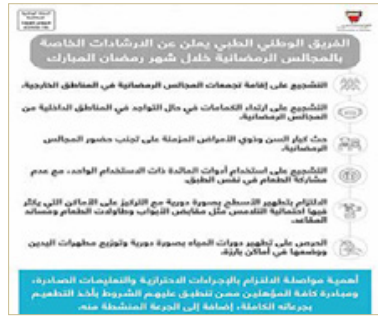 الفريق الوطني الطبي يعلن عن الارشادات الخاصة
بالمجالس الرمضانية خلال شهر رمضان المبارك
التشجيع على إقامة تجمعات المجالس الرمضانية في المناطق الخارجية.
التشجيع على ارتداء الكمامات في حال التواجد في المناطق الداخلية من
المجالس الرمضانية.
حث كبار السن وذوي الأمراض المزمنة على تجنب حضور المجالس
الرمضانية.
التشجيع على استخدام أدوات المائدة ذات الاستخدام الواحد، مع عدم
مشاركة الطعام في نفس الطبق.
الالتزام بتطهير الأسطح بصورة دورية مع التركيز على الأماكن التي يكثر
فيها احتمالية التلامس مثل مقابض الأبواب وطاولات الطعام ومساند
المقاعد.
الحرص على تطهير دورات المياه بصورة دورية وتوزيع مطهرات اليدين
ووضعها في أماكن بارزة.
أهمية مواصلة الالتزام بالإجراءات الاحترازية والتعليمات الصادرة،
ومبادرة كافة المؤهلين ممن تنطبق عليهم الشروط بأخذ التطعيم
بجرعاته الكاملة، إضافة إلى الجرعة المنشطة منه.